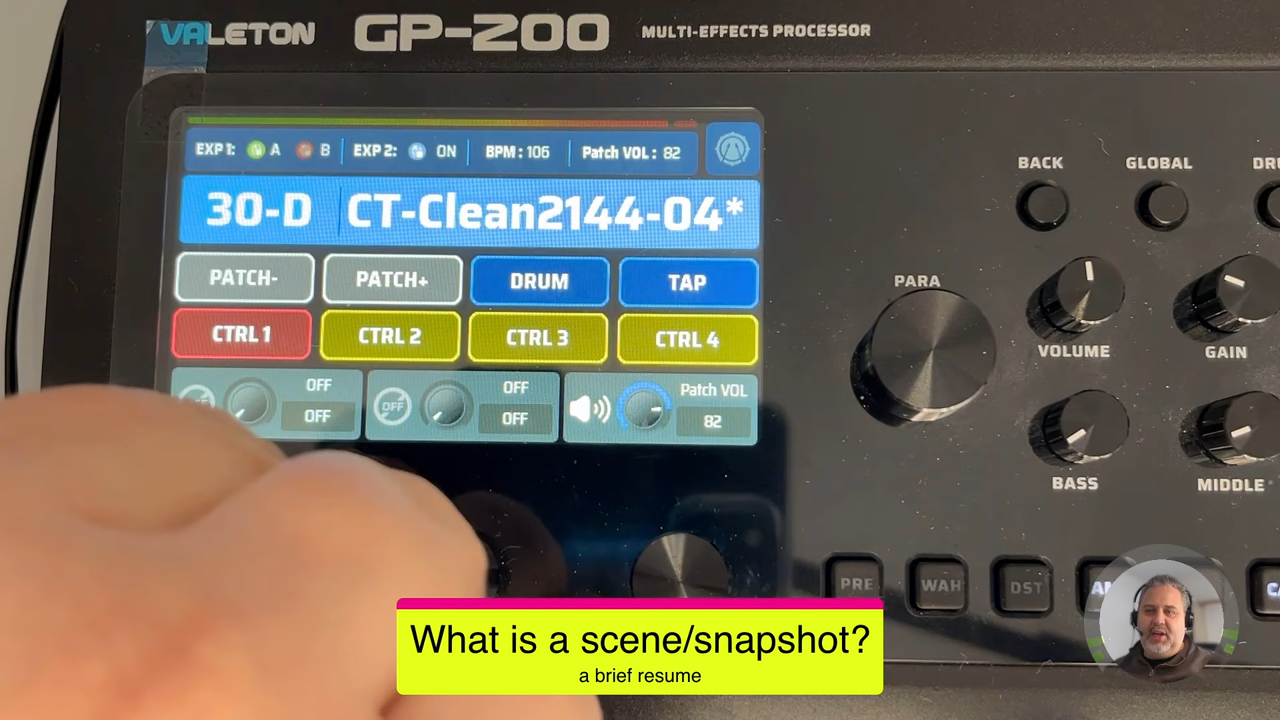 VALETON GP-200 MULTI-EFFECTS PROCESSOR
EXP 1: A B EXP 2: ON BPM: 106 Patch VOL: 82
30-D CT-Clean2144-04*
PATCH- PATCH+ DRUM TAP
CTRL 1 CTRL 2 CTRL 3 CTRL 4
OFF OFF Patch VOL
OFF OFF OFF 82
BACK GLOBAL
PARA
VOLUME GAIN
BASS MIDDLE
PRE WAH DST
What is a scene/snapshot?
a brief resume